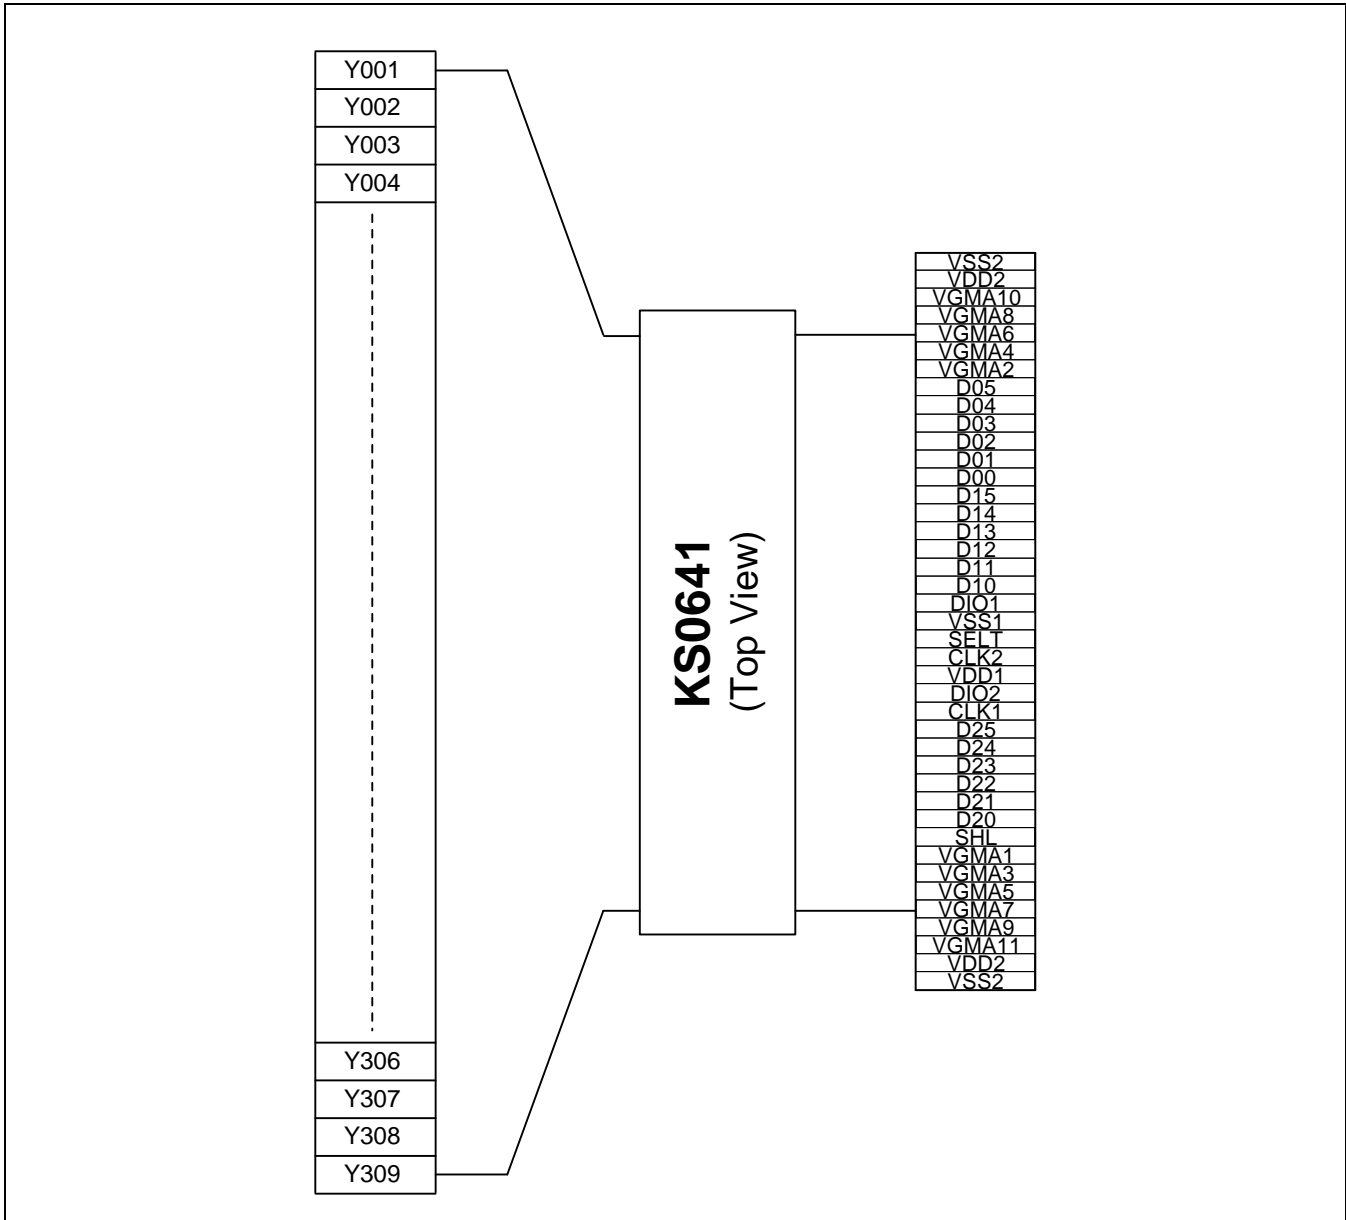 Y001
Y002
Y003
Y004
Y306
Y307
Y308
Y309
KS0641
(Top View)
VSS2
VDD2
VGMA10
VGMA8
VGMA6
VGMA4
VGMA2
D05
D04
D03
D02
D01
D00
D15
D14
D13
D12
D11
D10
DIO1
VSS1
SELT
CLK2
VDD1
DIO2
CLK1
D25
D24
D23
D22
D21
D20
SHL
VGMA1
VGMA3
VGMA5
VGMA7
VGMA9
VGMA11
VDD2
VSS2